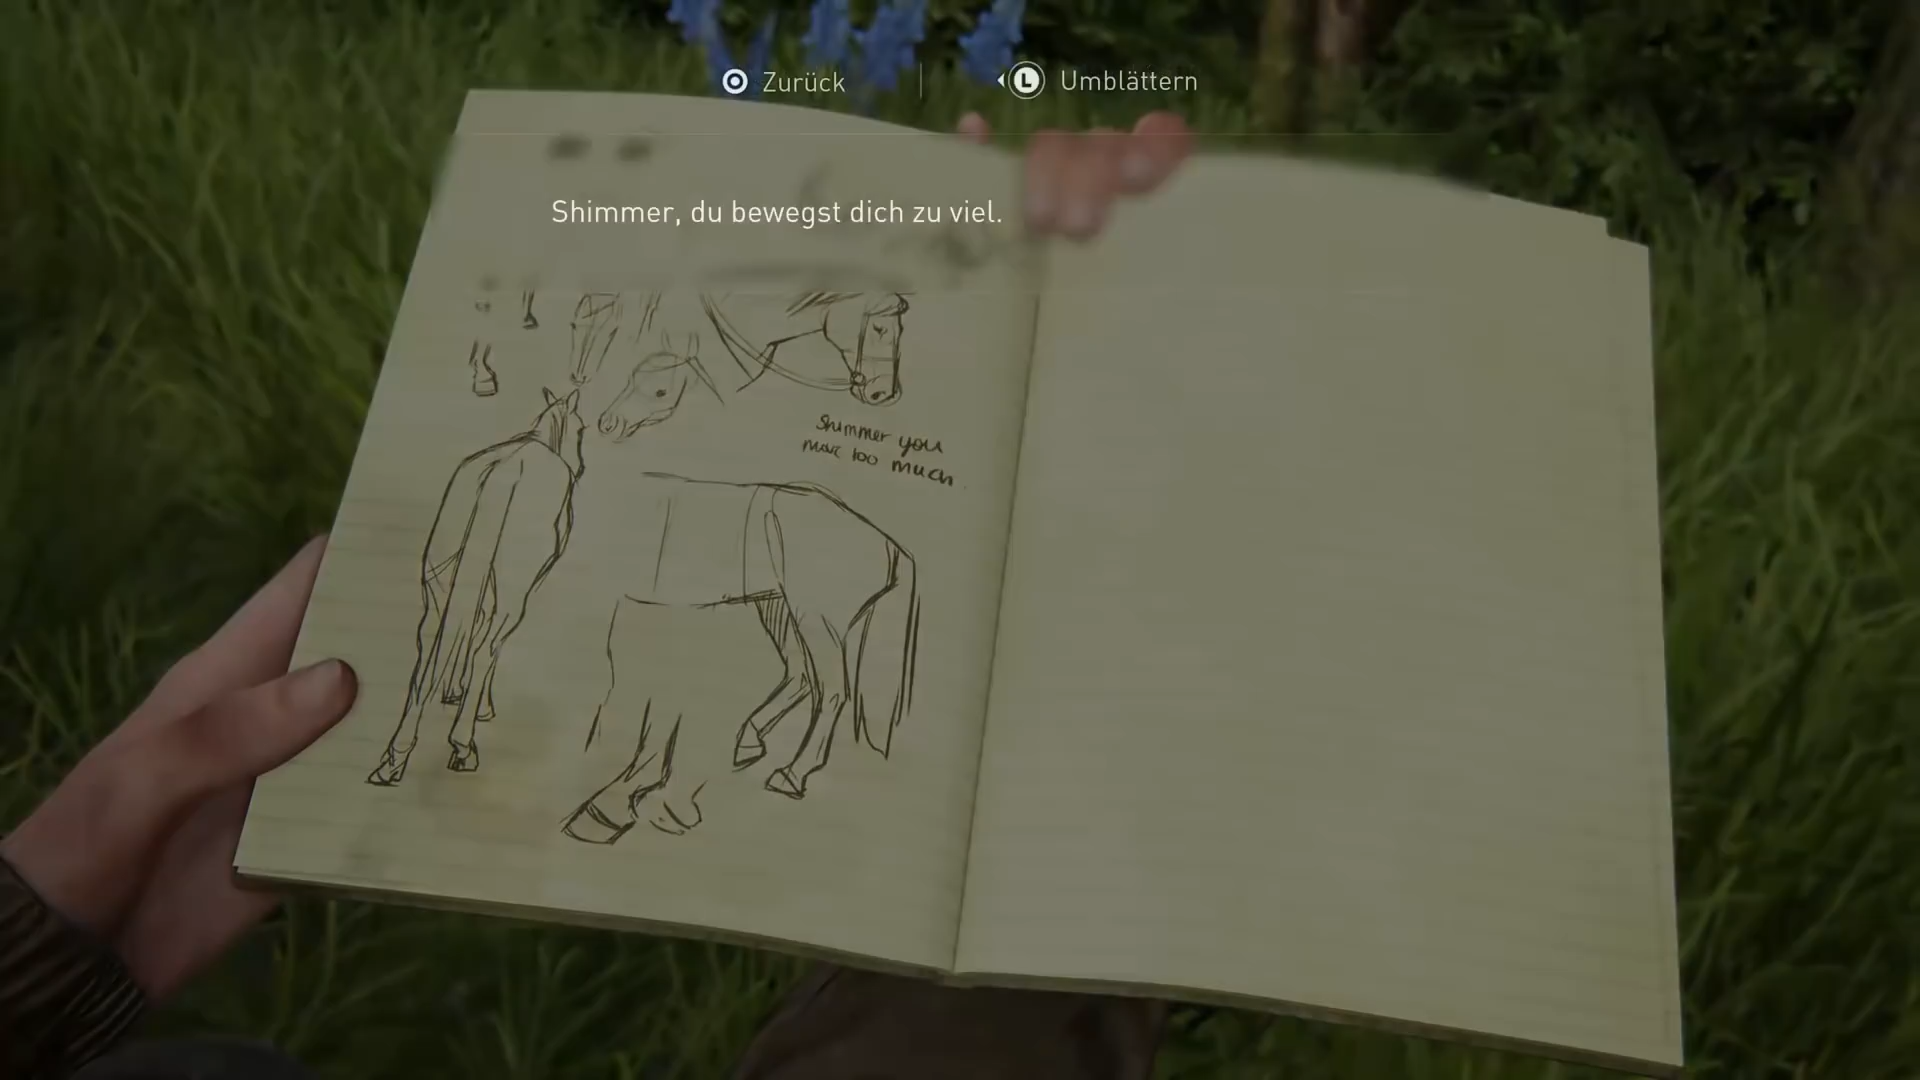 Zurück
L Umblättern
Shimmer, du bewegst dich zu viel.
Shimmer you
move too much.